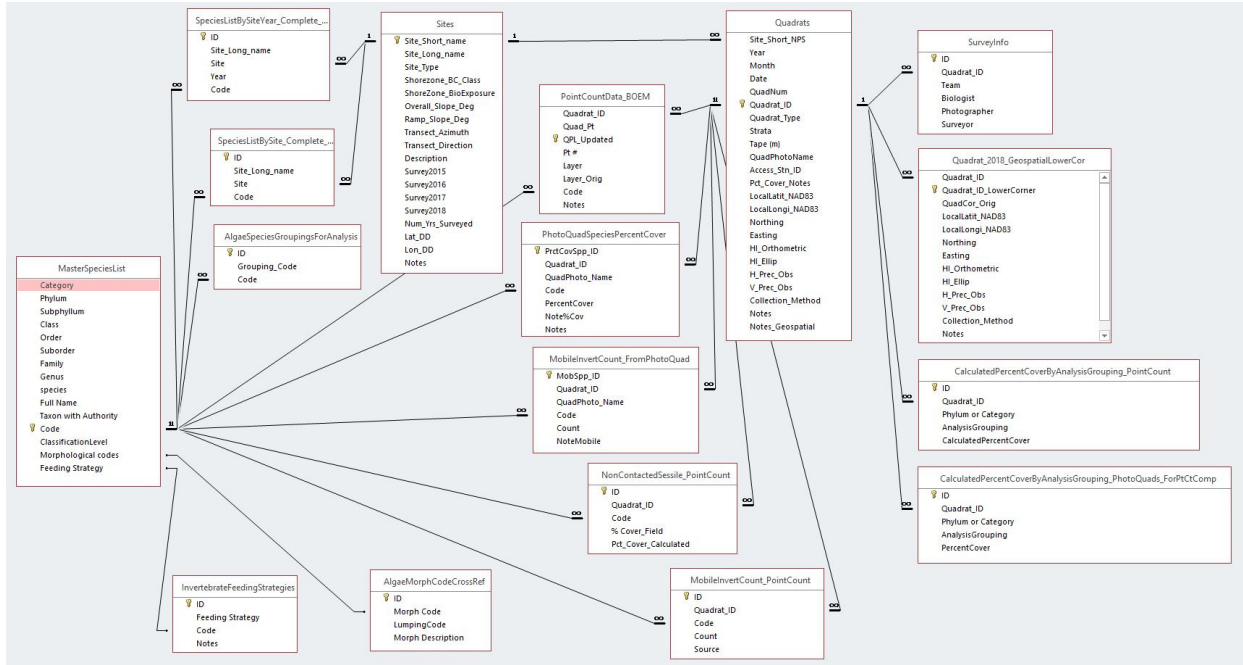 SpeciesListBySiteYear_Complete_...
ID
Site_Long_name
Site
Year
Code
SpeciesListBySite_Complete_...
ID
Site_Long_name
Site
Code
AlgaeSpeciesGroupingsForAnalysis
ID
Grouping_Code
Code
MasterSpeciesList
Category
Phylum
Subphyllum
Class
Order
Suborder
Family
Genus
species
Full Name
Taxon with Authority
Code
ClassificationLevel
Morphological codes
Feeding Strategy
InvertebrateFeedingStrategies
ID
Feeding Strategy
Code
Notes
AlgaeMorphCodeCrossRef
ID
Morph Code
LumpingCode
Morph Description
Sites
Site_Short_name
Site_Long_name
Site_Type
Shorezone_BC_Class
ShoreZone_BioExposure
Overall_Slope_Deg
Ramp_Slope_Deg
Transect_Azimuth
Transect_Direction
Description
Survey2015
Survey2016
Survey2017
Survey2018
Num_Yrs_Surveyed
Lat_DD
Lon_DD
Notes
PointCountData_BOEM
Quadrat_ID
Quad_Pt
QPL_Updated
Pt #
Layer
Layer_Orig
Code
Notes
PhotoQuadSpeciesPercentCover
PrctCovSpp_ID
Quadrat_ID
QuadPhoto_Name
Code
PercentCover
Note%Cov
Notes
MobileInvertCount_FromPhotoQuad
MobSpp_ID
Quadrat_ID
QuadPhoto_Name
Code
Count
NoteMobile
NonContactedSessile_PointCount
ID
Quadrat_ID
Code
% Cover_Field
Pct_Cover_Calculated
MobileInvertCount_PointCount
ID
Quadrat_ID
Code
Count
Source
Quadrats
Site_Short_NPS
Year
Month
Date
QuadNum
Quadrat_ID
Quadrat_Type
Strata
Tape (m)
QuadPhotoName
Access_Stn_ID
Pct_Cover_Notes
LocalLatit_NAD83
LocalLongi_NAD83
Northing
Easting
HI_Orthometric
HI_Ellip
H_Prec_Obs
V_Prec_Obs
Collection_Method
Notes
Notes_Geospatial
SurveyInfo
ID
Quadrat_ID
Team
Biologist
Photographer
Surveyor
Quadrat_2018_GeospatialLowerCor
Quadrat_ID
Quadrat_ID_LowerCorner
QuadCor_Orig
LocalLatit_NAD83
LocalLongi_NAD83
Northing
Easting
HI_Orthometric
HI_Ellip
H_Prec_Obs
V_Prec_Obs
Collection_Method
Notes
CalculatedPercentCoverByAnalysisGrouping_PointCount
ID
Quadrat_ID
Phylum or Category
AnalysisGrouping
CalculatedPercentCover
CalculatedPercentCoverByAnalysisGrouping_PhotoQuads_ForPtCtComp
ID
Quadrat_ID
Phylum or Category
AnalysisGrouping
PercentCover